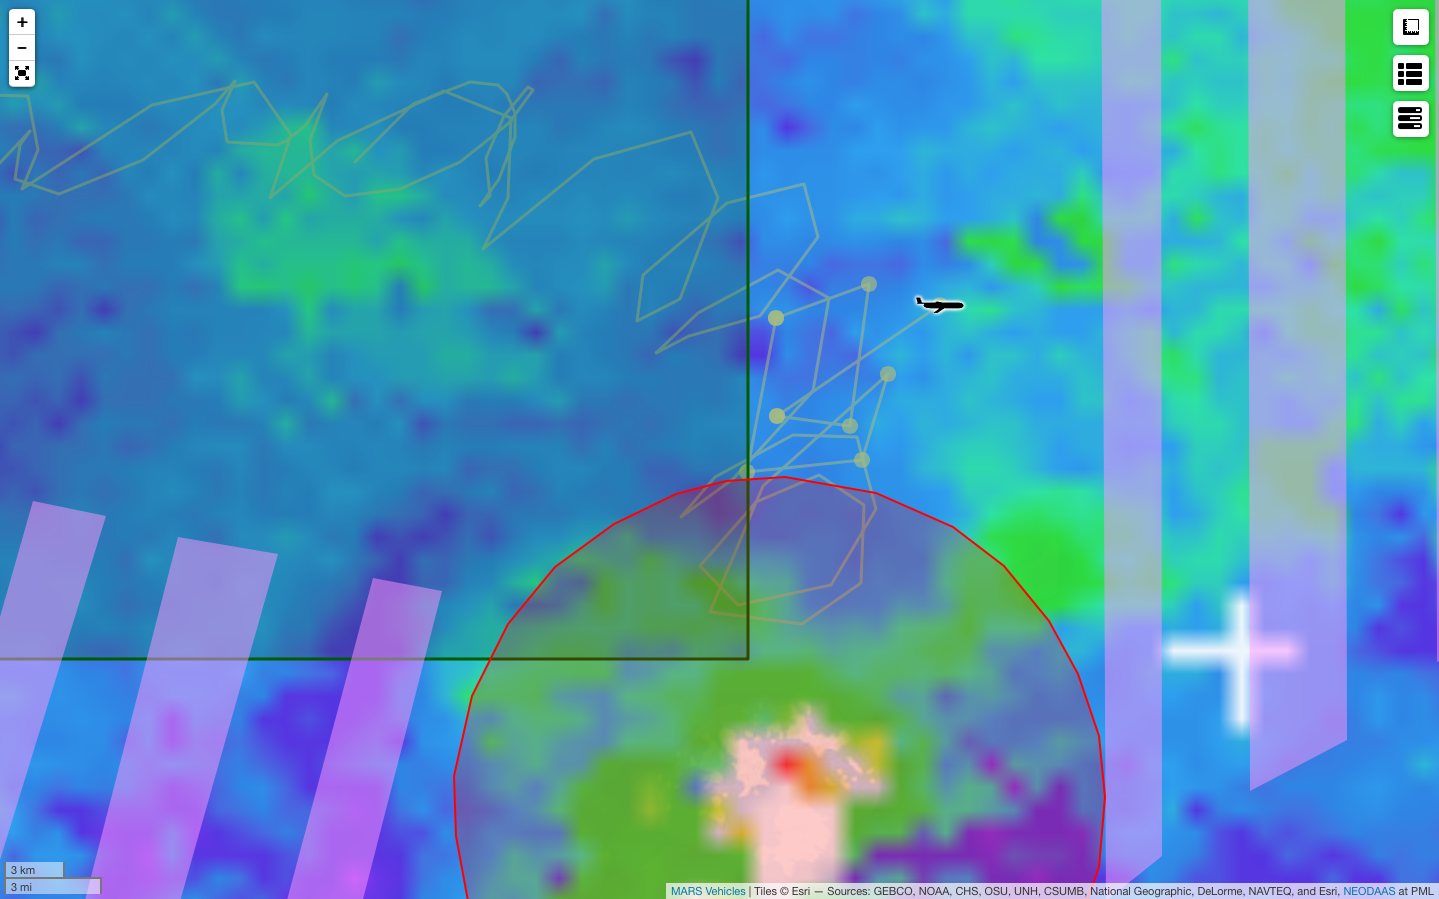 +
−
3 km
3 mi
MARS Vehicles | Tiles © Esri — Sources: GEBCO, NOAA, CHS, OSU, UNH, CSUMB, National Geographic, DeLorme, NAVTEQ, and Esri, NEODAAS at PML